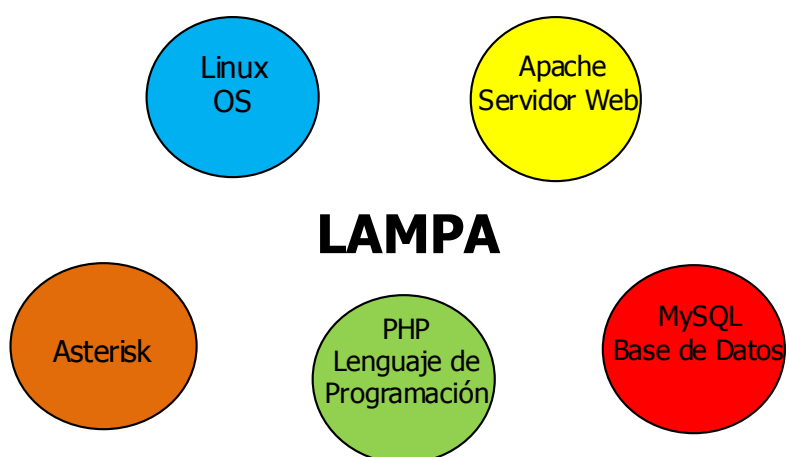 Linux
OS
Apache
Servidor Web
LAMPA
Asterisk
PHP
Lenguaje de
Programación
MySQL
Base de Datos